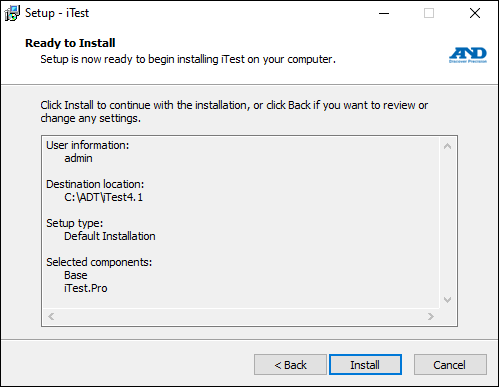 Setup - iTest
Ready to Install
Setup is now ready to begin installing iTest on your computer.
AND
Discover Precision
Click Install to continue with the installation, or click Back if you want to review or
change any settings.
User information:
admin
Destination location:
C:\ADT\iTest4.1
Setup type:
Default Installation
Selected components:
Base
iTest.Pro
< Back
Install
Cancel